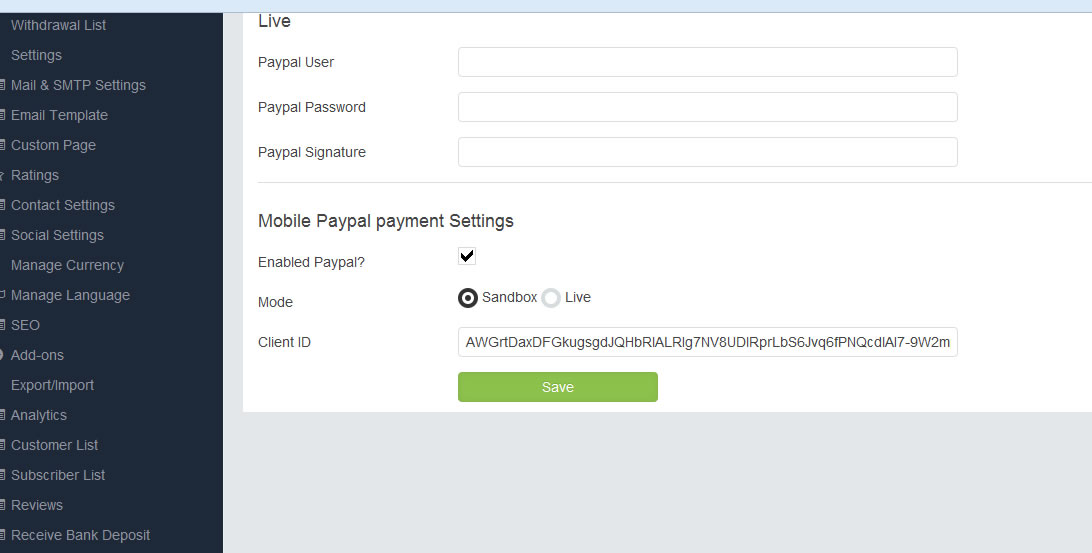 Withdrawal List
Settings
Mail & SMTP Settings
Email Template
Custom Page
Ratings
Contact Settings
Social Settings
Manage Currency
Manage Language
SEO
Add-ons
Export/Import
Analytics
Customer List
Subscriber List
Reviews
Receive Bank Deposit
Live
Paypal User
Paypal Password
Paypal Signature
Mobile Paypal payment Settings
Enabled Paypal?
Mode Sandbox Live
Client ID AWGrtDaxDFGkugsgdJQHbRlALRlg7NV8UDlRprLbS6Jvq6fPNQcdlAl7-9W2m
Save